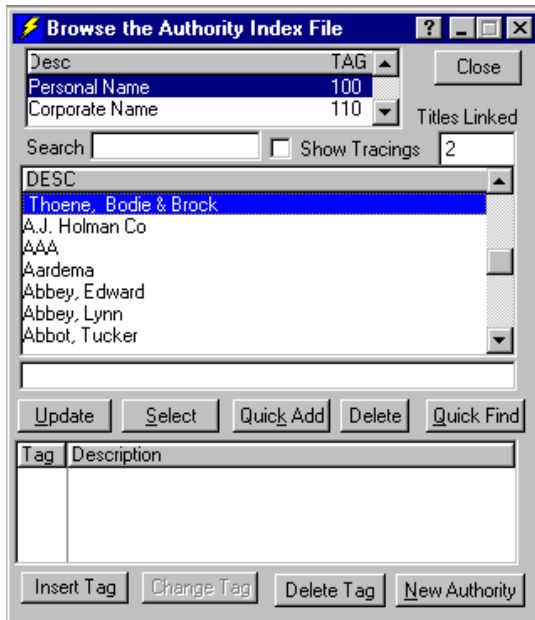 Browse the Authority Index File ?
Desc TAG
Personal Name 100
Corporate Name 110
Close
Titles Linked
Search Show Tracings 2
DESC
Thoene, Bodie & Brock
A.J. Holman Co
AAA
Aardema
Abbey, Edward
Abbey, Lynn
Abbot, Tucker
Update Select Quick Add Delete Quick Find
Tag Description
Insert Tag Change Tag Delete Tag New Authority